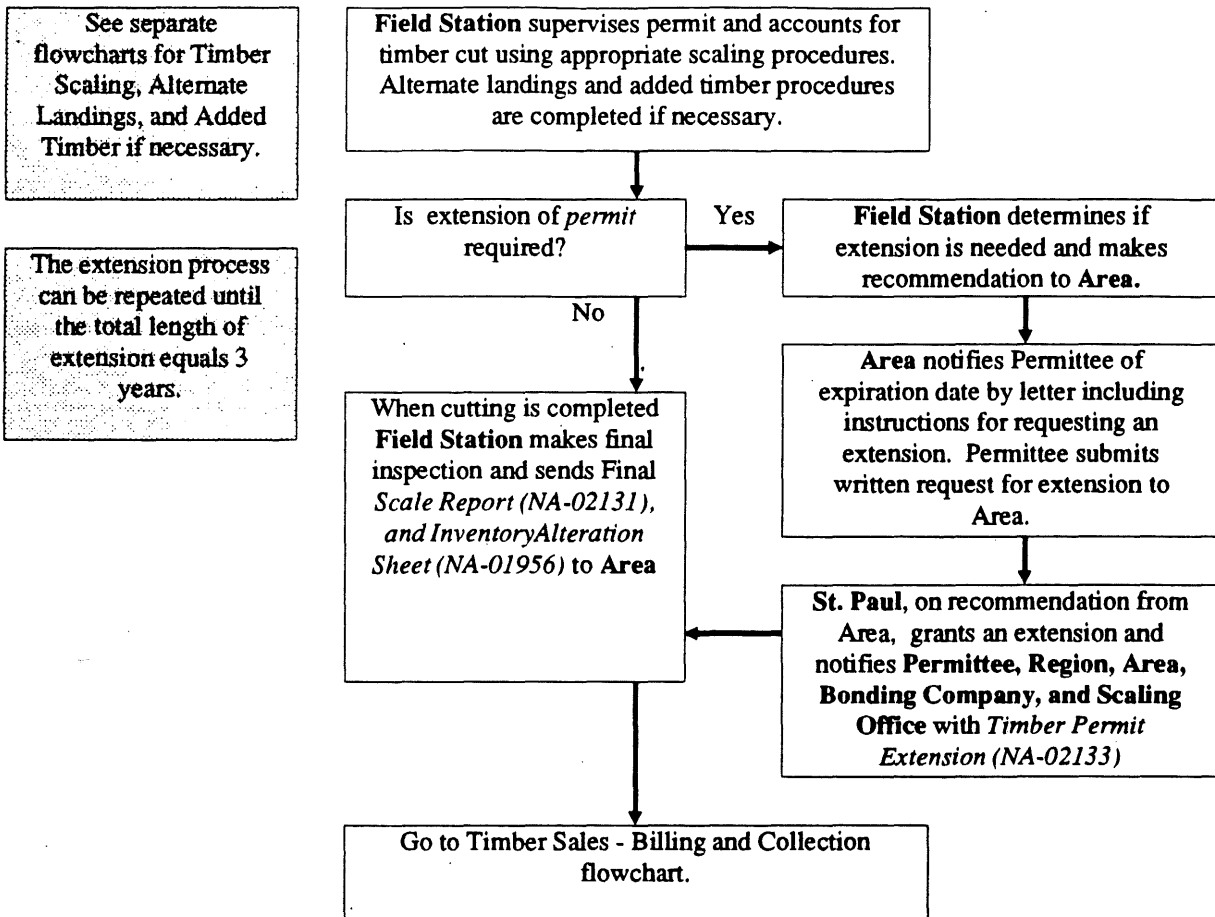 See separate
flowcharts for Timber
Scaling, Alternate
Landings, and Added
Timber if necessary.
Field Station supervises permit and accounts for
timber cut using appropriate scaling procedures.
Alternate landings and added timber procedures
are completed if necessary.
Is extension of permit
required?
Yes
Field Station determines if
extension is needed and makes
recommendation to Area.
The extension process
can be repeated until
the total length of
extension equals 3
years.
No
Area notifies Permittee of
expiration date by letter including
instructions for requesting an
extension. Permittee submits
written request for extension to
Area.
When cutting is completed
Field Station makes final
inspection and sends Final
Scale Report (NA-02131),
and InventoryAlteration
Sheet (NA-01956) to Area
St. Paul, on recommendation from
Area, grants an extension and
notifies Permittee, Region, Area,
Bonding Company, and Scaling
Office with Timber Permit
Extension (NA-02133)
Go to Timber Sales - Billing and Collection
flowchart.